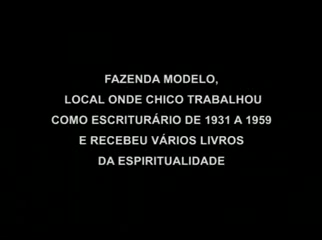 FAZENDA MODELO,
LOCAL ONDE CHICO TRABALHOU
COMO ESCRITURÁRIO DE 1931 A 1959
E RECEBEU VÁRIOS LIVROS
DA ESPIRITUALIDADE